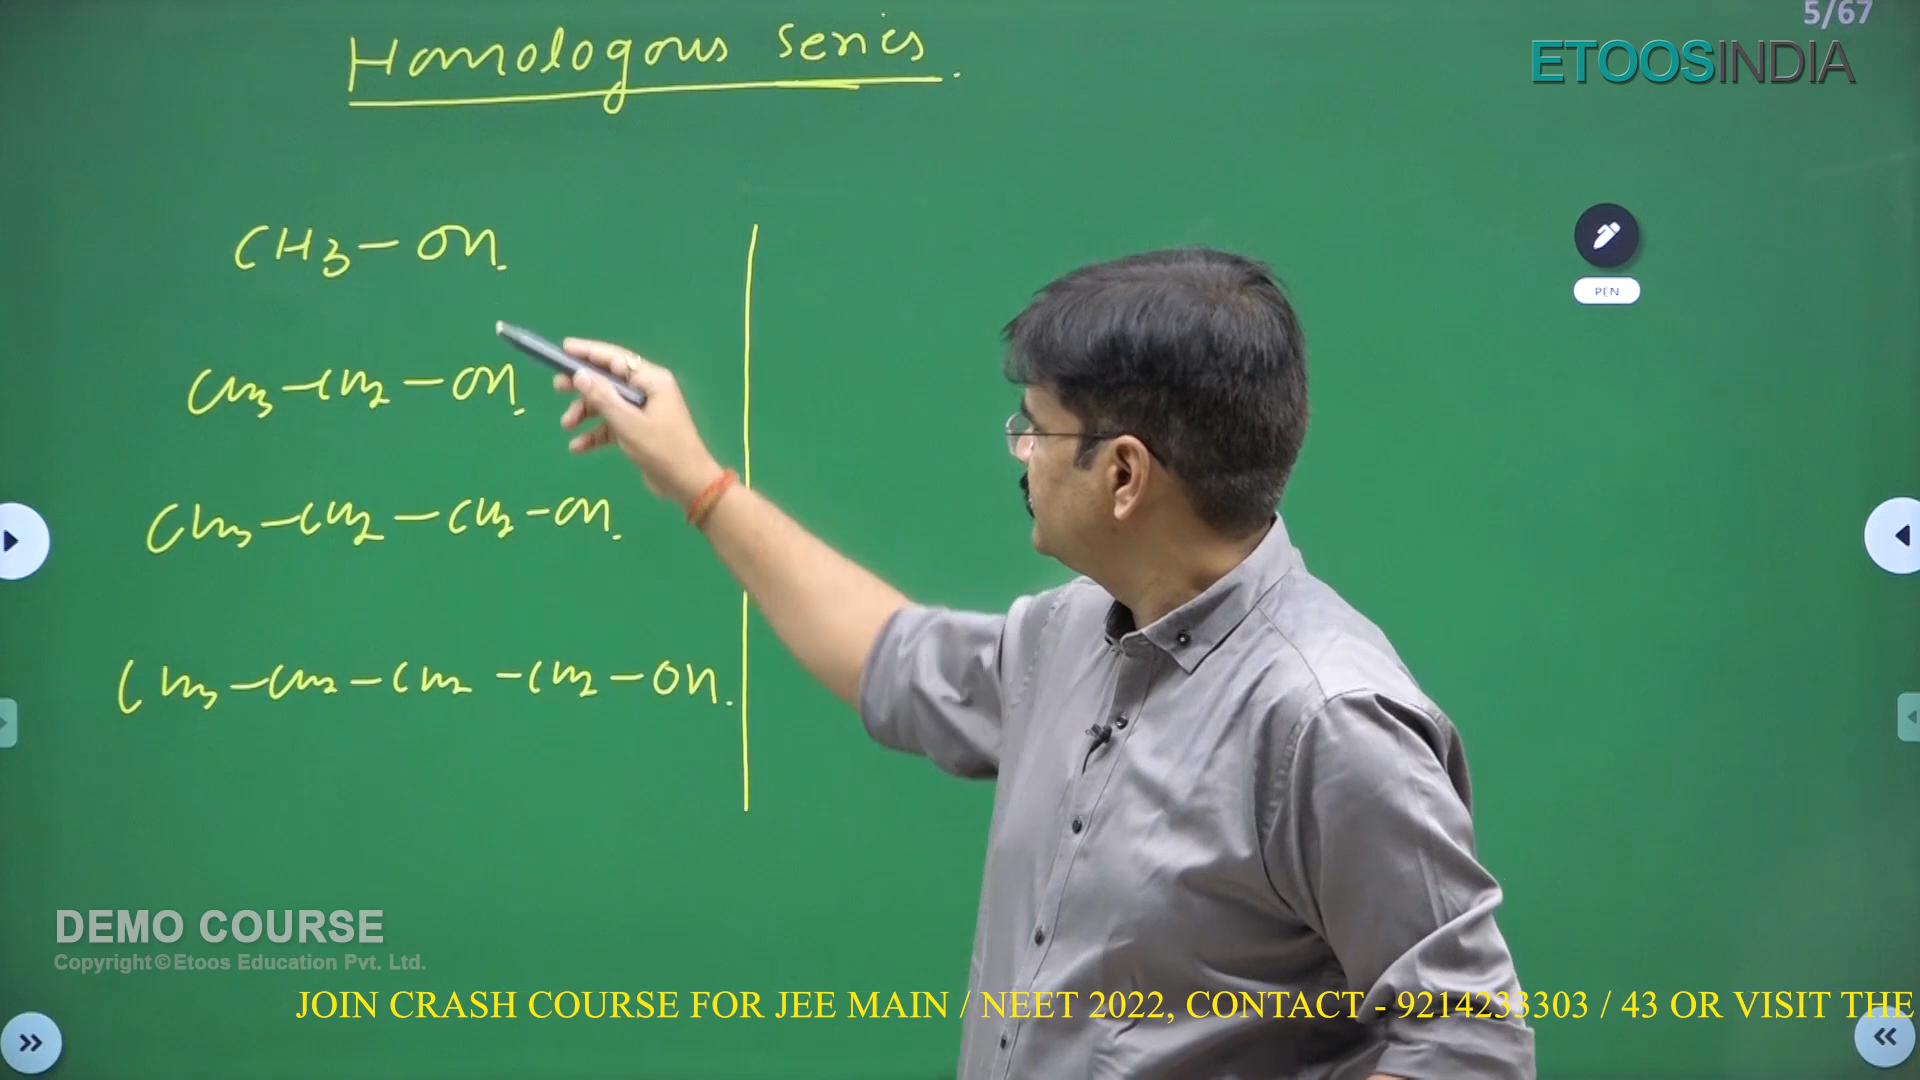 5/67
ETOOSINDIA
Homologous series.
CH3-OH.
PEN
CH3-CH2-OH.
CH3-CH2-CH2-OH.
CH3-CH2-CH2-CH2-OH.
DEMO COURSE
Copyright©Etoos Education Pvt. Ltd.
JOIN CRASH COURSE FOR JEE MAIN / NEET 2022, CONTACT - 9214233303 / 43 OR VISIT THE